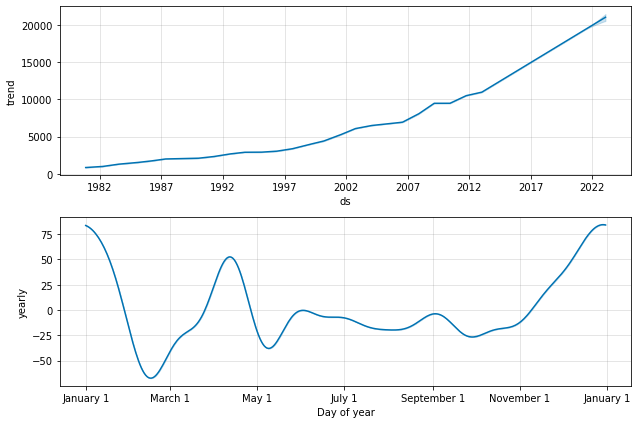 20000
15000
10000
5000
0
trend
1982 1987 1992 1997 2002 2007 2012 2017 2022
ds
75
50
25
0
−25
−50
yearly
January 1 March 1 May 1 July 1 September 1 November 1 January 1
Day of year